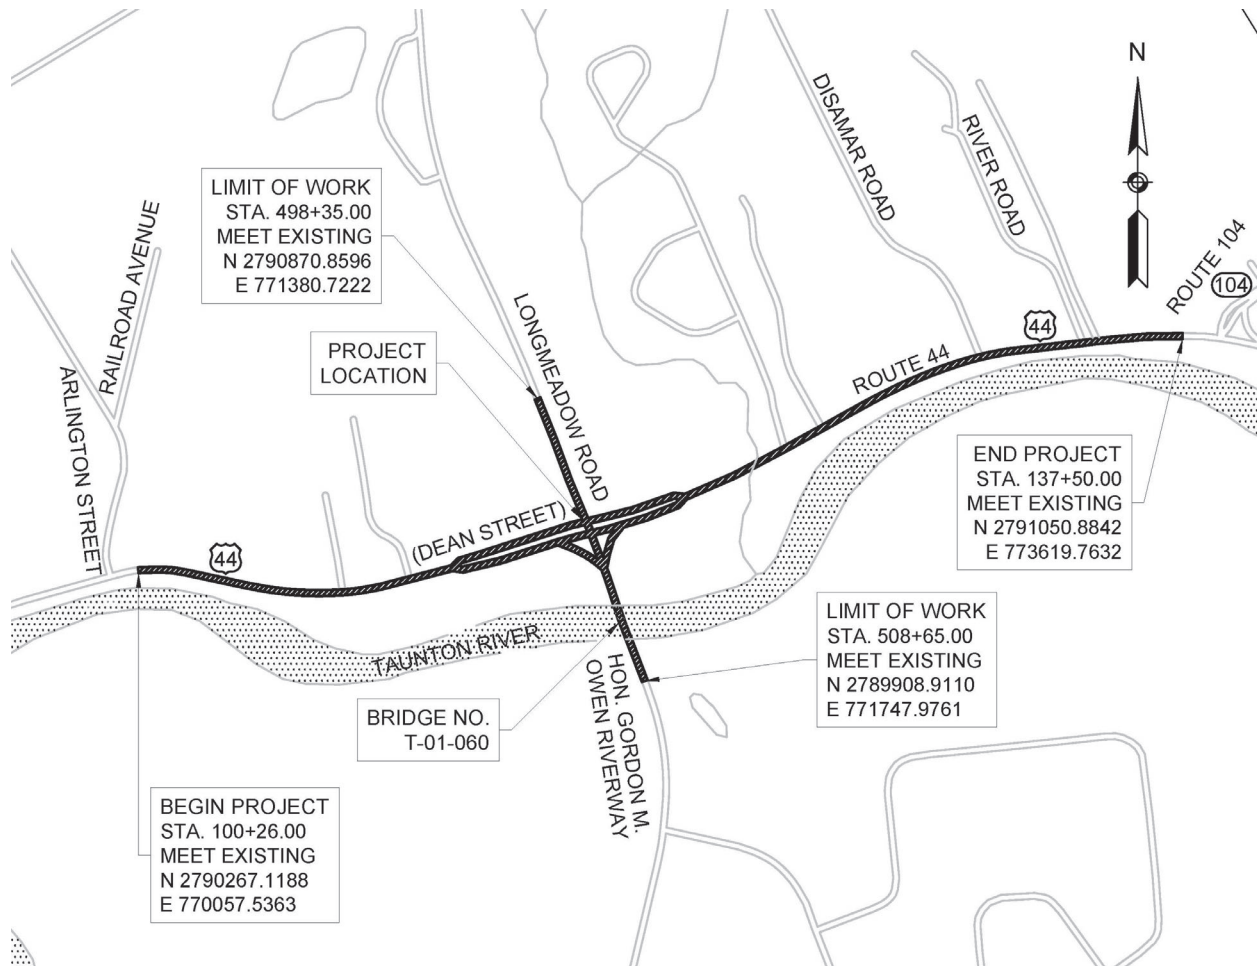 N
DISAMAR ROAD
RIVER ROAD
LIMIT OF WORK
STA. 498+35.00
MEET EXISTING
N 2790870.8596
E 771380.7222
RAILROAD AVENUE
ROUTE 104
104
LONGMEADOW ROAD
44
PROJECT
LOCATION
ROUTE 44
ARLINGTON STREET
END PROJECT
STA. 137+50.00
MEET EXISTING
N 2791050.8842
E 773619.7632
(DEAN STREET)
44
LIMIT OF WORK
STA. 508+65.00
MEET EXISTING
N 2789908.9110
E 771747.9761
TAUNTON RIVER
HON. GORDON M.
OWEN RIVERWAY
BRIDGE NO.
T-01-060
BEGIN PROJECT
STA. 100+26.00
MEET EXISTING
N 2790267.1188
E 770057.5363